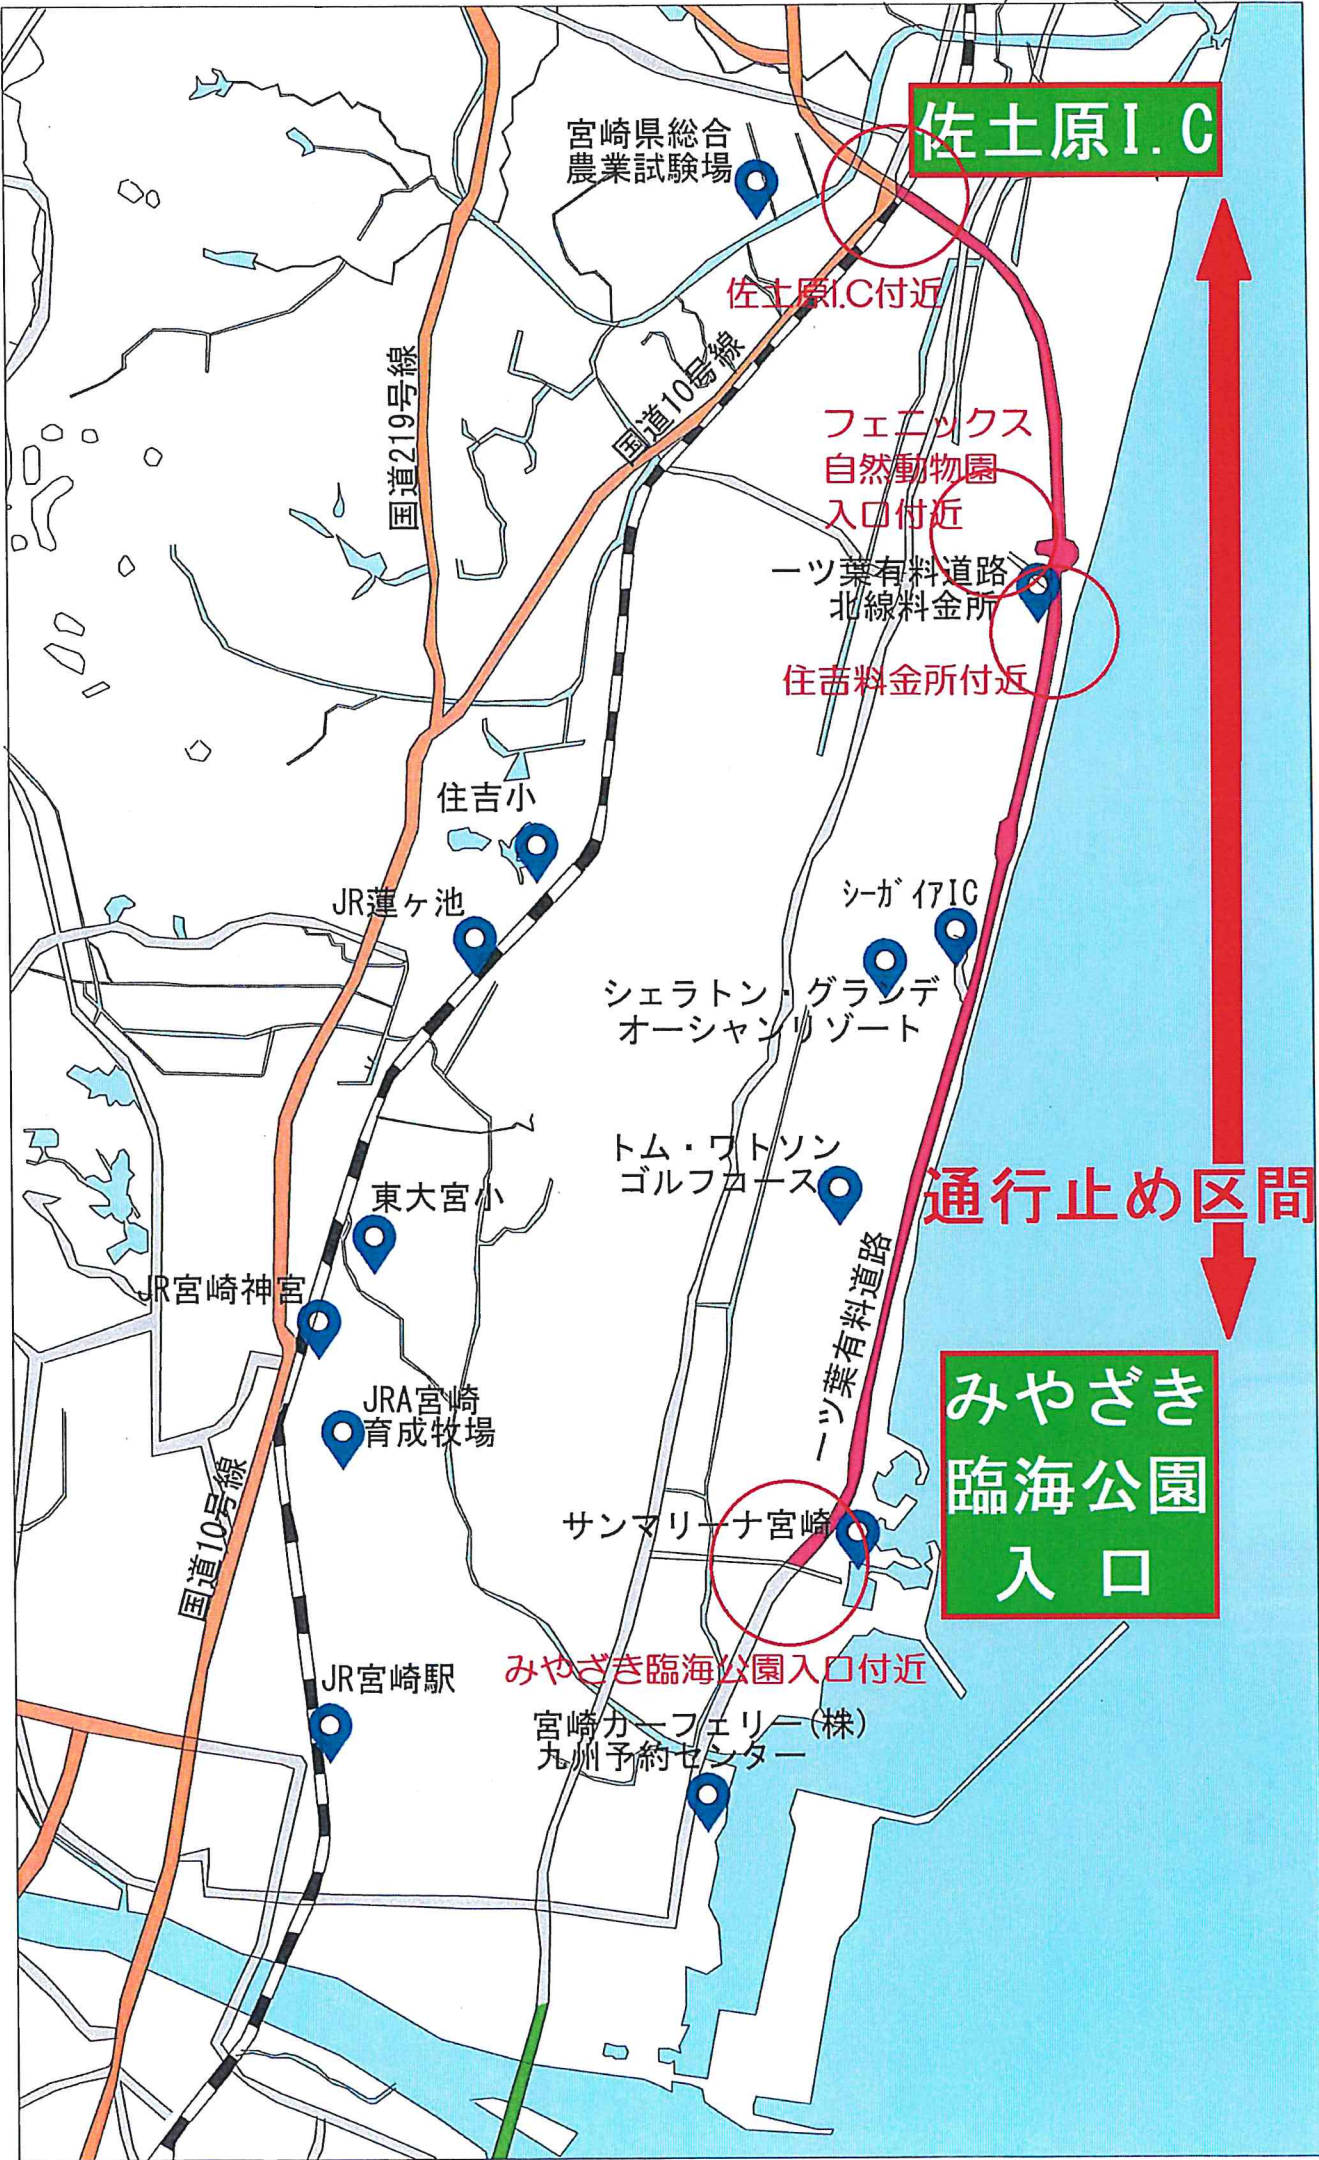 佐土原I.C
宮崎県総合
農業試験場
佐土原I.C付近
国道219号線
国道10号線
フェニックス
自然動物園
入口付近
一ツ葉有料道路
北線料金所
住吉料金所付近
住吉小
JR蓮ヶ池
シーガイアIC
シェラトン・グランデ
オーシャンリゾート
トム・ワトソン
ゴルフコース
通行止め区間
東大宮小
JR宮崎神宮
一ツ葉有料道路
みやざき
臨海公園
入口
JRA宮崎
育成牧場
国道10号線
サンマリーナ宮崎
みやざき臨海公園入口付近
JR宮崎駅
宮崎カーフェリー(株)
九州予約センター